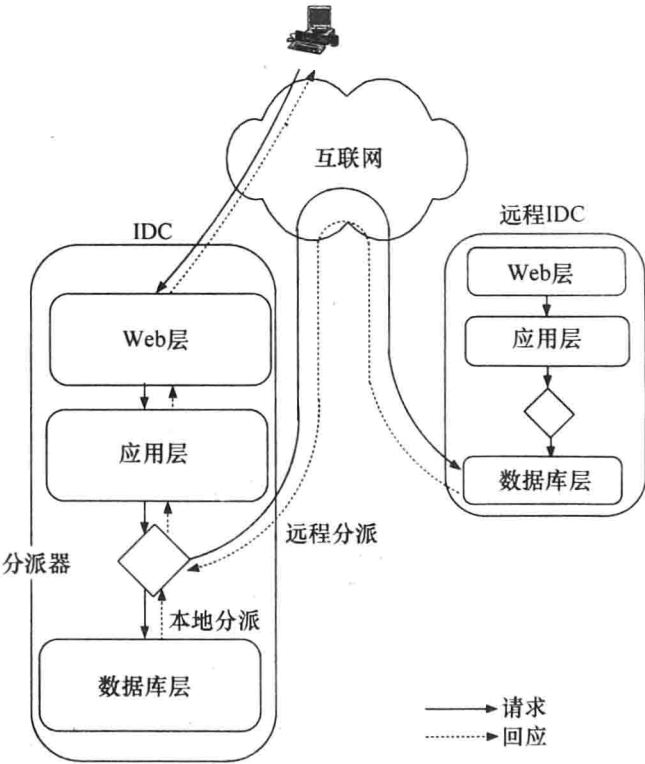 互联网
远程IDC
IDC
Web层
Web层
应用层
应用层
数据库层
远程分派
分派器
本地分派
数据库层
请求
回应